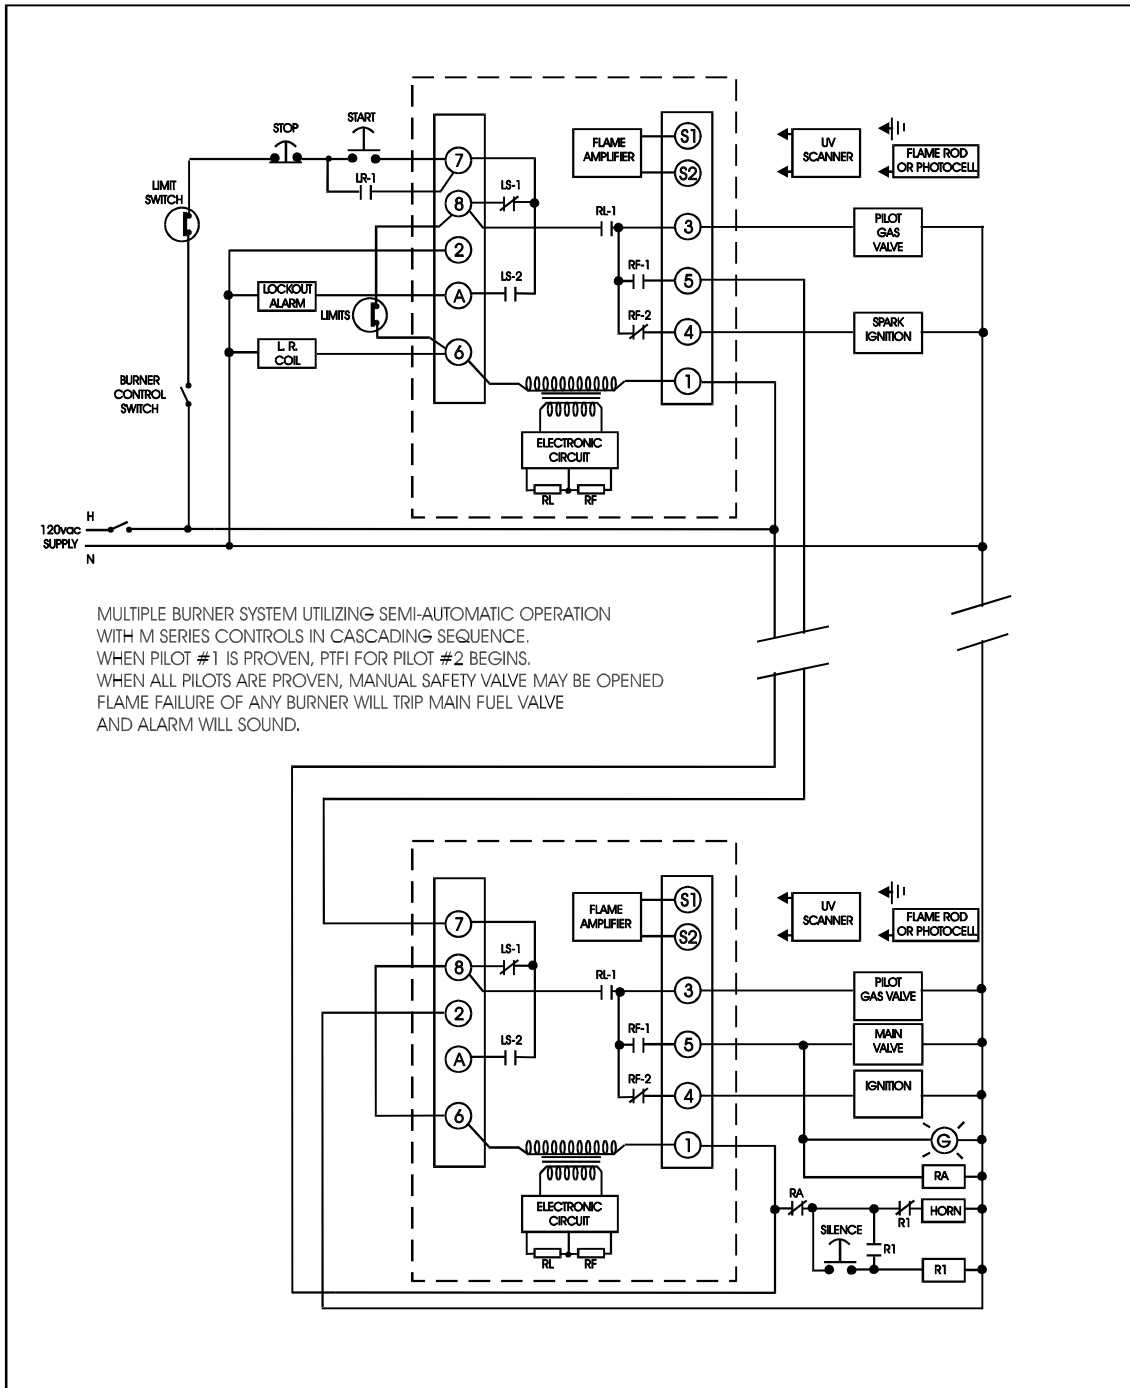 STOP
START
LIMIT
SWITCH
LR-1
7
8
2
A
6
LS-1
LS-2
LOCKOUT
ALARM
LIMITS
L. R.
COIL
BURNER
CONTROL
SWITCH
FLAME
AMPLIFIER
S1
S2
3
5
4
1
RL-1
RF-1
RF-2
UV
SCANNER
FLAME ROD
OR PHOTOCELL
PILOT
GAS
VALVE
SPARK
IGNITION
ELECTRONIC
CIRCUIT
RL
RF
H
120vac
SUPPLY
N
MULTIPLE BURNER SYSTEM UTILIZING SEMI-AUTOMATIC OPERATION
WITH M SERIES CONTROLS IN CASCADING SEQUENCE.
WHEN PILOT #1 IS PROVEN, PTFI FOR PILOT #2 BEGINS.
WHEN ALL PILOTS ARE PROVEN, MANUAL SAFETY VALVE MAY BE OPENED
FLAME FAILURE OF ANY BURNER WILL TRIP MAIN FUEL VALVE
AND ALARM WILL SOUND.
7
8
2
A
6
LS-1
LS-2
FLAME
AMPLIFIER
S1
S2
3
5
4
1
RL-1
RF-1
RF-2
UV
SCANNER
FLAME ROD
OR PHOTOCELL
PILOT
GAS VALVE
MAIN
VALVE
IGNITION
G
RA
ELECTRONIC
CIRCUIT
RL
RF
RA
R1
HORN
SILENCE
R1
R1